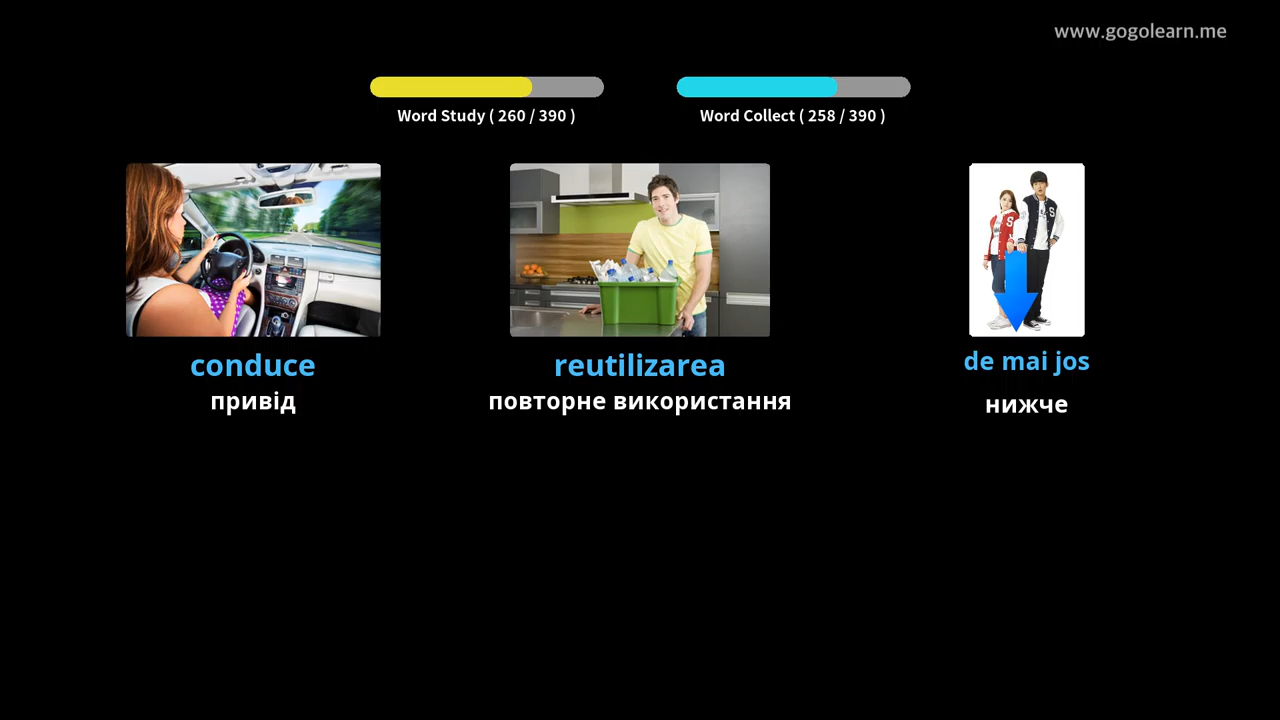 www.gogolearn.me
Word Study ( 260 / 390 )
Word Collect ( 258 / 390 )
conduce
привід
reutilizarea
повторне використання
de mai jos
нижче